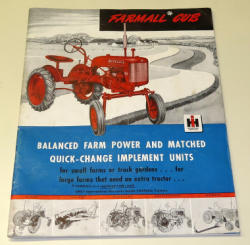 FARMALL CUB
IH
BALANCED FARM POWER AND MATCHED
QUICK-CHANGE IMPLEMENT UNITS
for small farms or truck gardens . . . for
large farms that need an extra tractor . . .